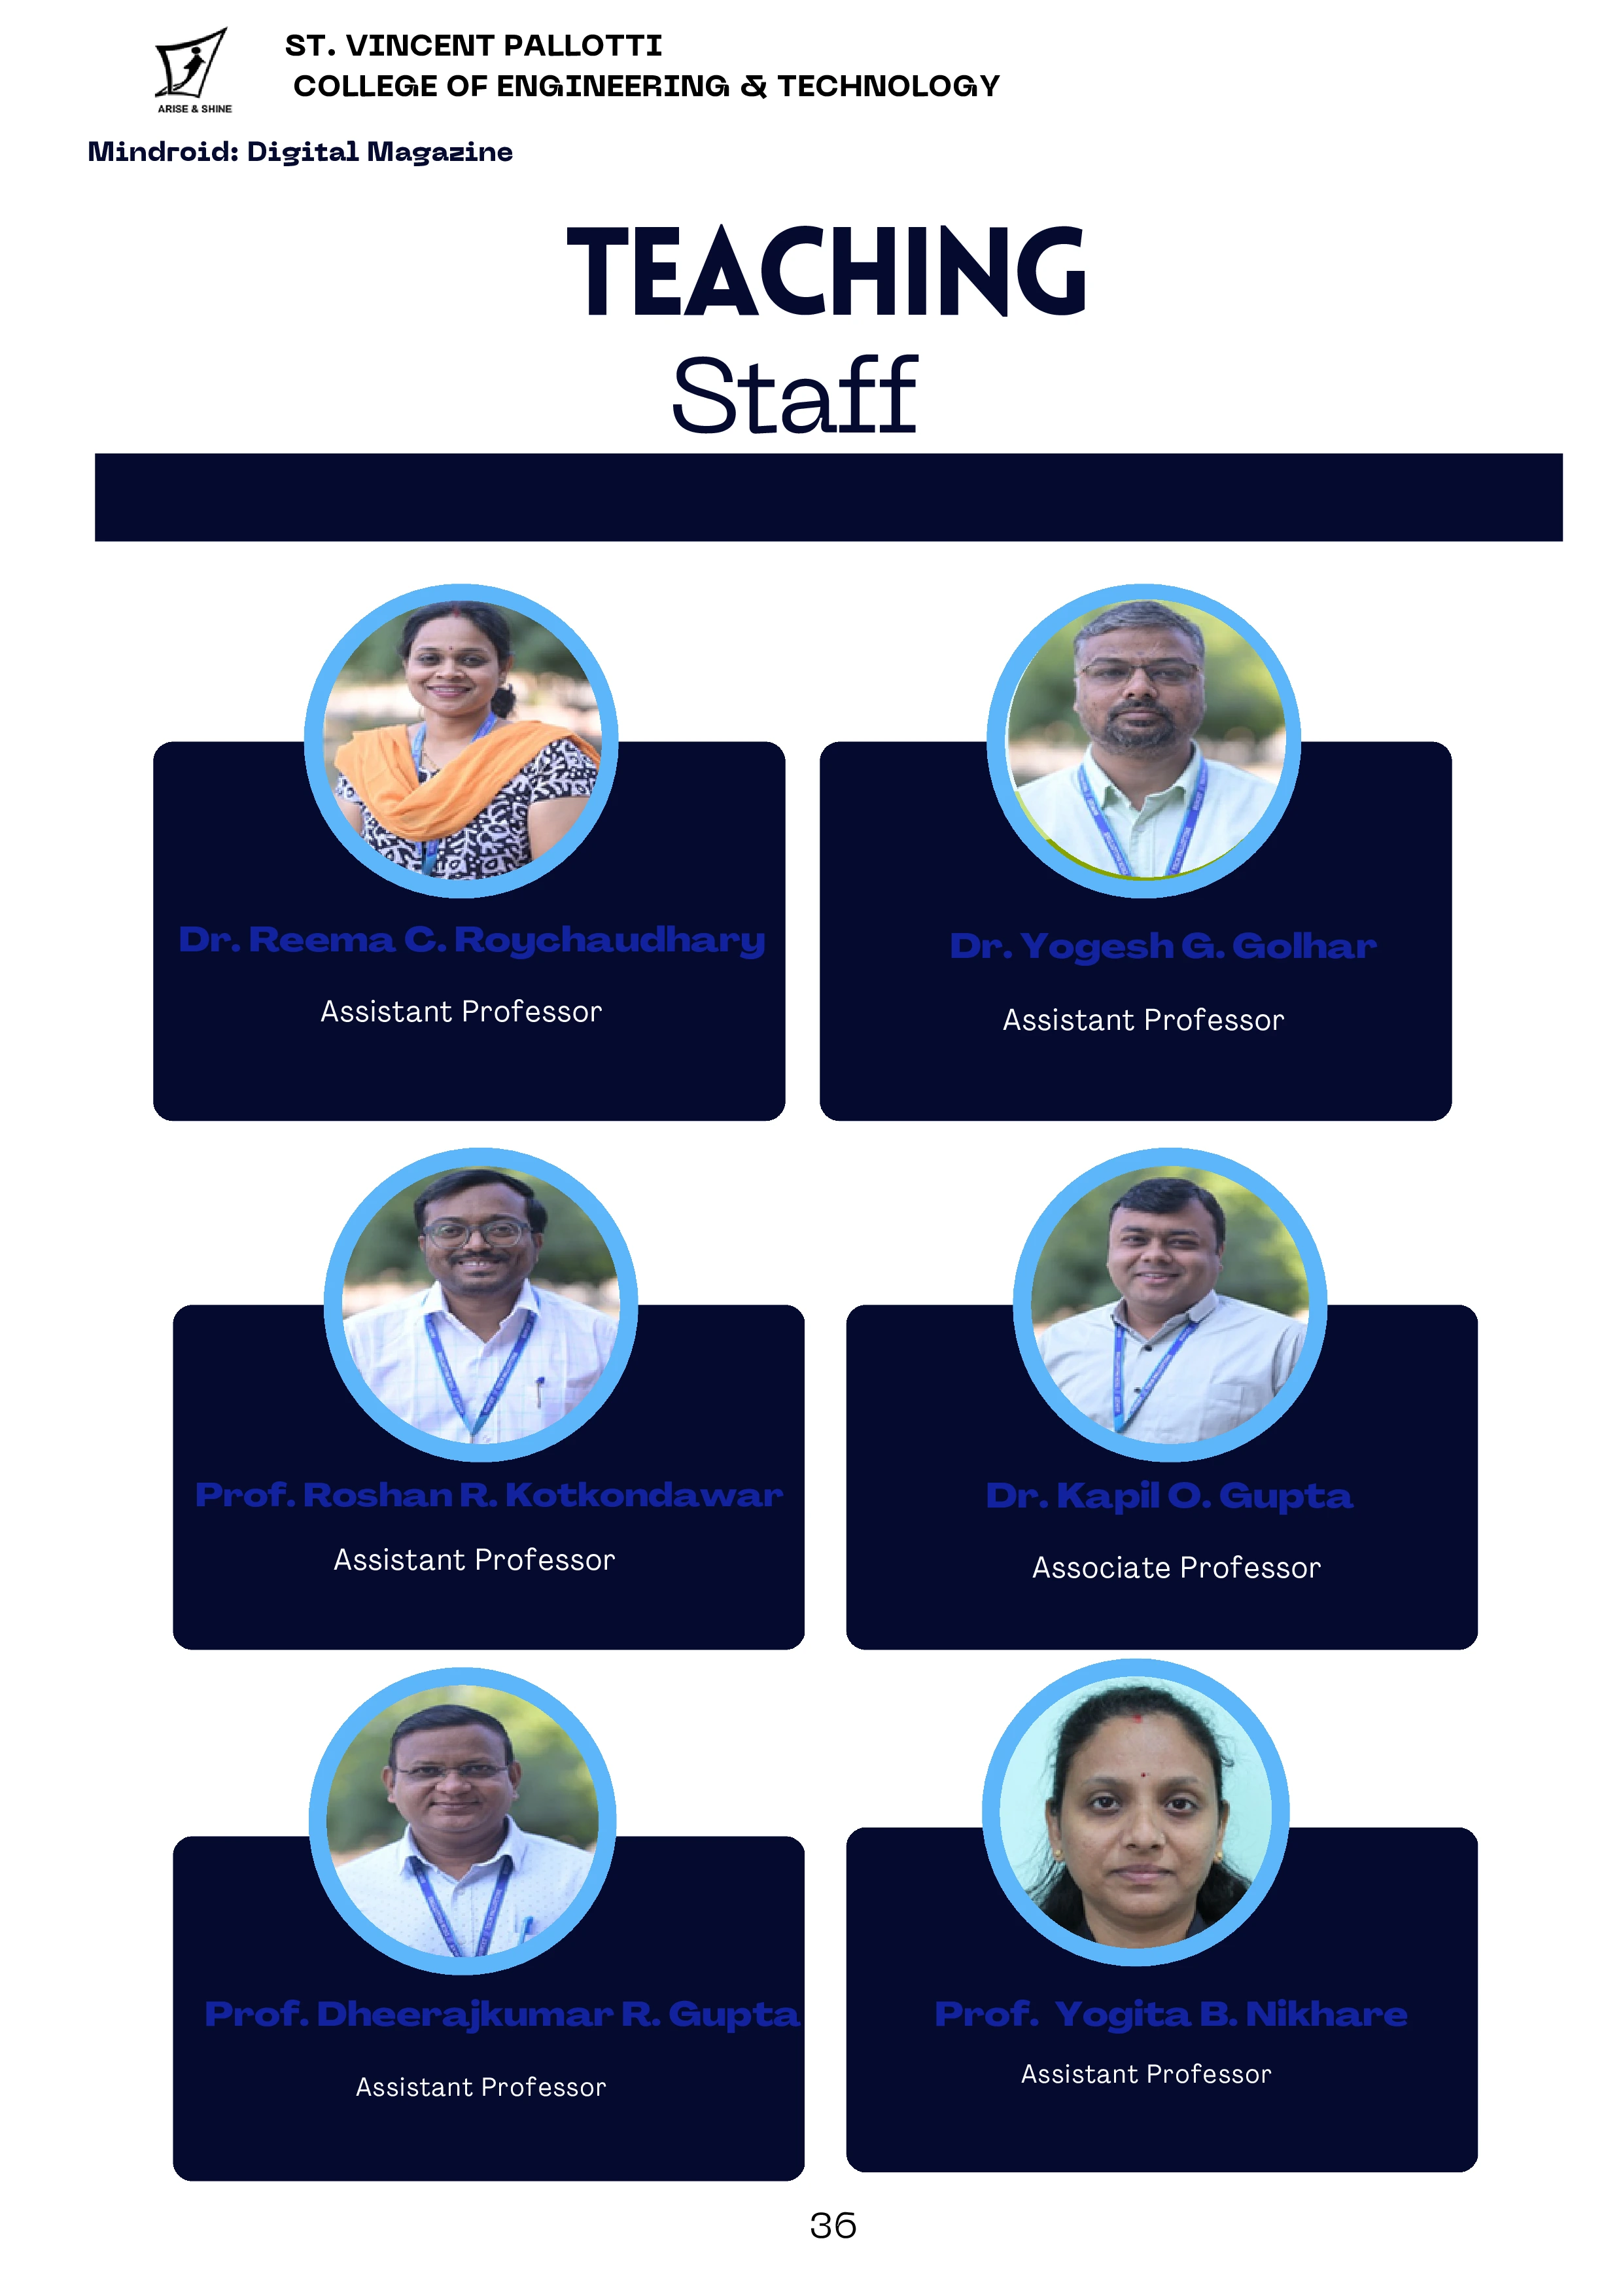 ARISE & SHINE
ST. VINCENT PALLOTTI
COLLEGE OF ENGINEERING & TECHNOLOGY
Mindroid: Digital Magazine
TEACHING
Staff
Dr. Reema C. Roychaudhary
Assistant Professor
Dr. Yogesh G. Golhar
Assistant Professor
Prof. Roshan R. Kotkondawar
Assistant Professor
Dr. Kapil O. Gupta
Associate Professor
Prof. Dheerajkumar R. Gupta
Assistant Professor
Prof. Yogita B. Nikhare
Assistant Professor
36